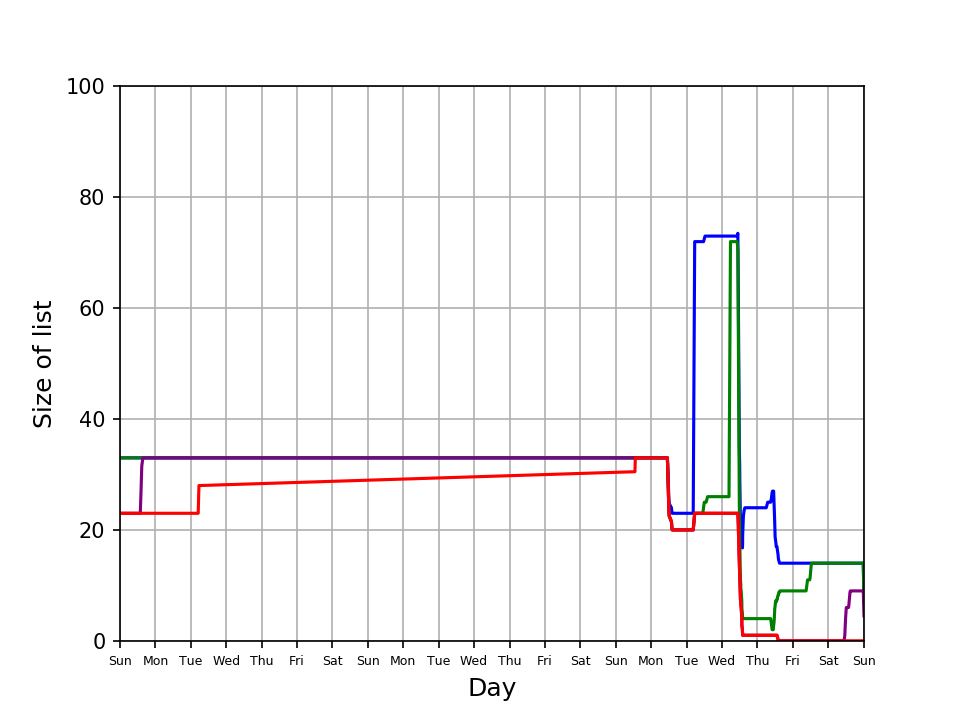 100
80
60
40
20
0
Size of list
Sun Mon Tue Wed Thu Fri Sat Sun Mon Tue Wed Thu Fri Sat Sun Mon Tue Wed Thu Fri Sat Sun
Day